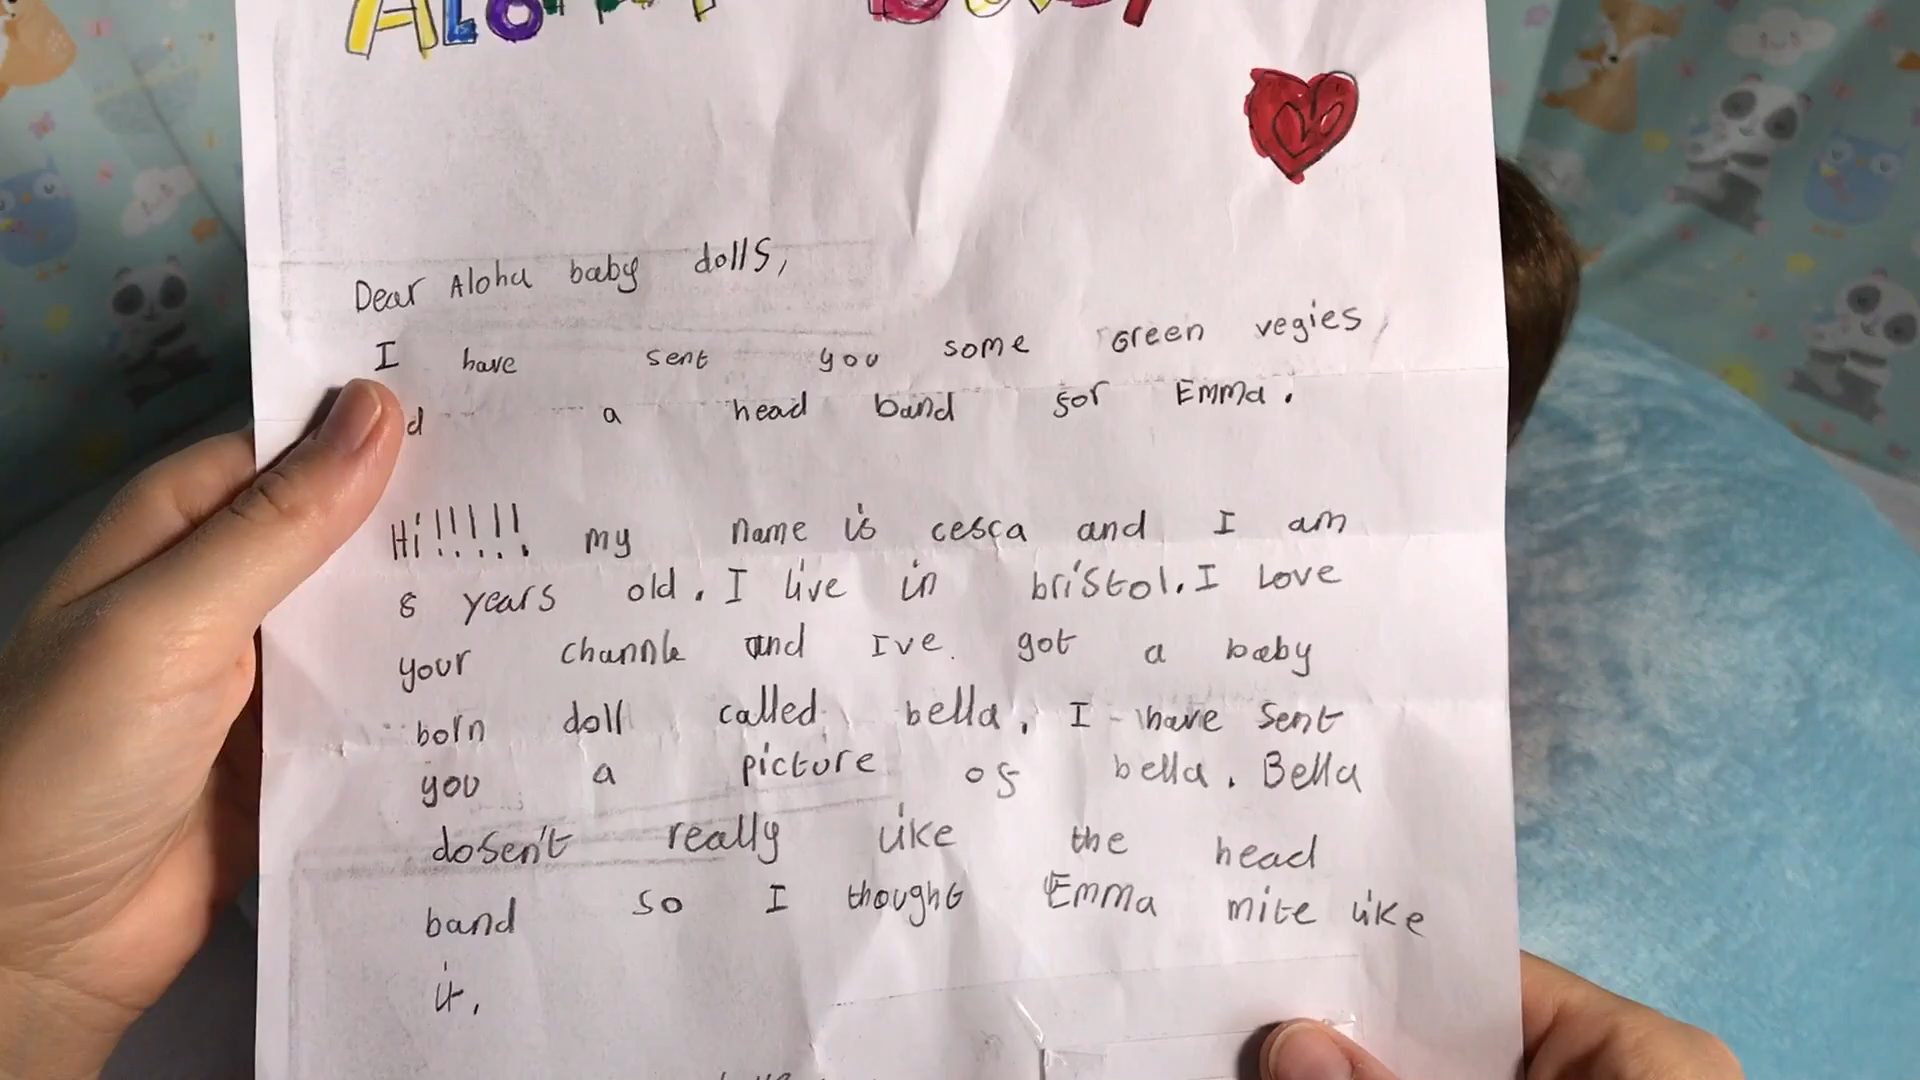 Dear Aloha baby dolls,
I have sent you some Green vegies,
d a head band for Emma.
Hi!!!!!! my name is cesca and I am
8 years old. I live in bristol. I Love
your channle and Ive got a baby
born doll called bella. I have sent
you a picture of bella. Bella
dosen't really like the head
band so I thought Emma mite like
it.